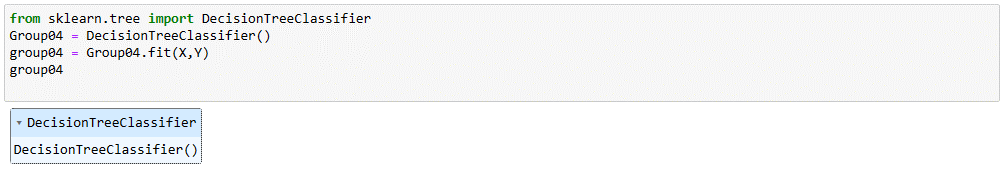 from sklearn.tree import DecisionTreeClassifier
Group04 = DecisionTreeClassifier()
group04 = Group04.fit(X,Y)
group04
▾ DecisionTreeClassifier
DecisionTreeClassifier()